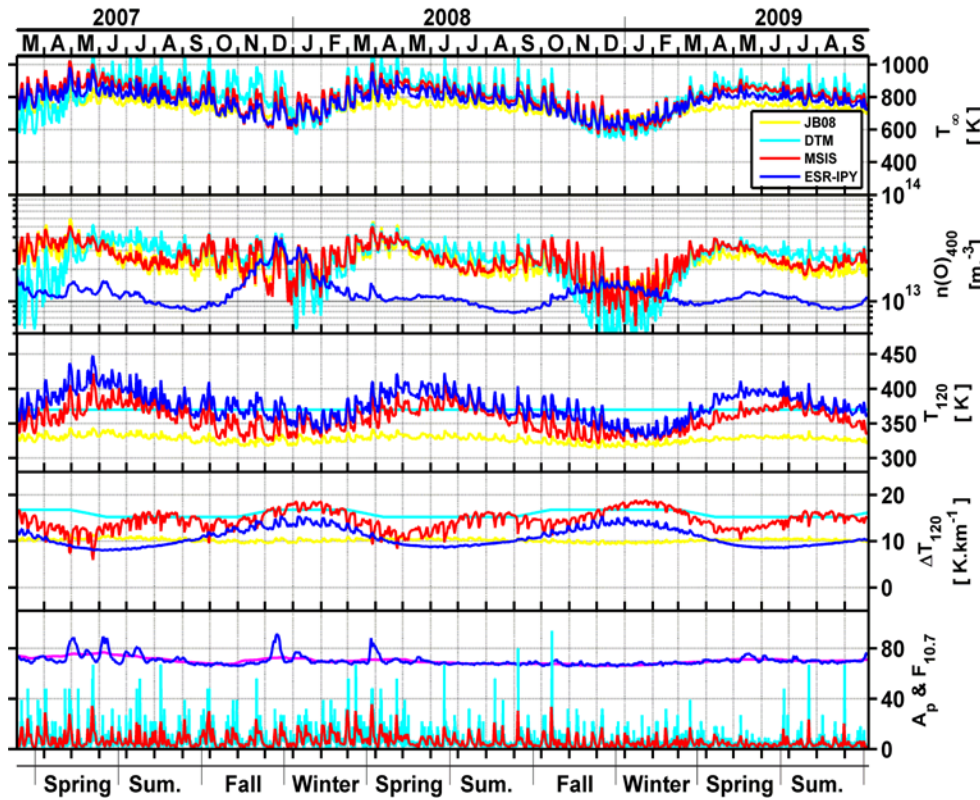 2007 2008 2009
M A M J J A S O N D J F M A M J J A S O N D J F M A M J J A S
1000
800
600
400
T∞
[ K]
JB08
DTM
MSIS
ESR-IPY
10^14
10^13
n(O)400
[m^-3]
450
400
350
300
T120
[ K]
20
10
0
ΔT120
[ K.km^-1]
80
40
0
Ap & F10.7
Spring Sum. Fall Winter Spring Sum. Fall Winter Spring Sum.